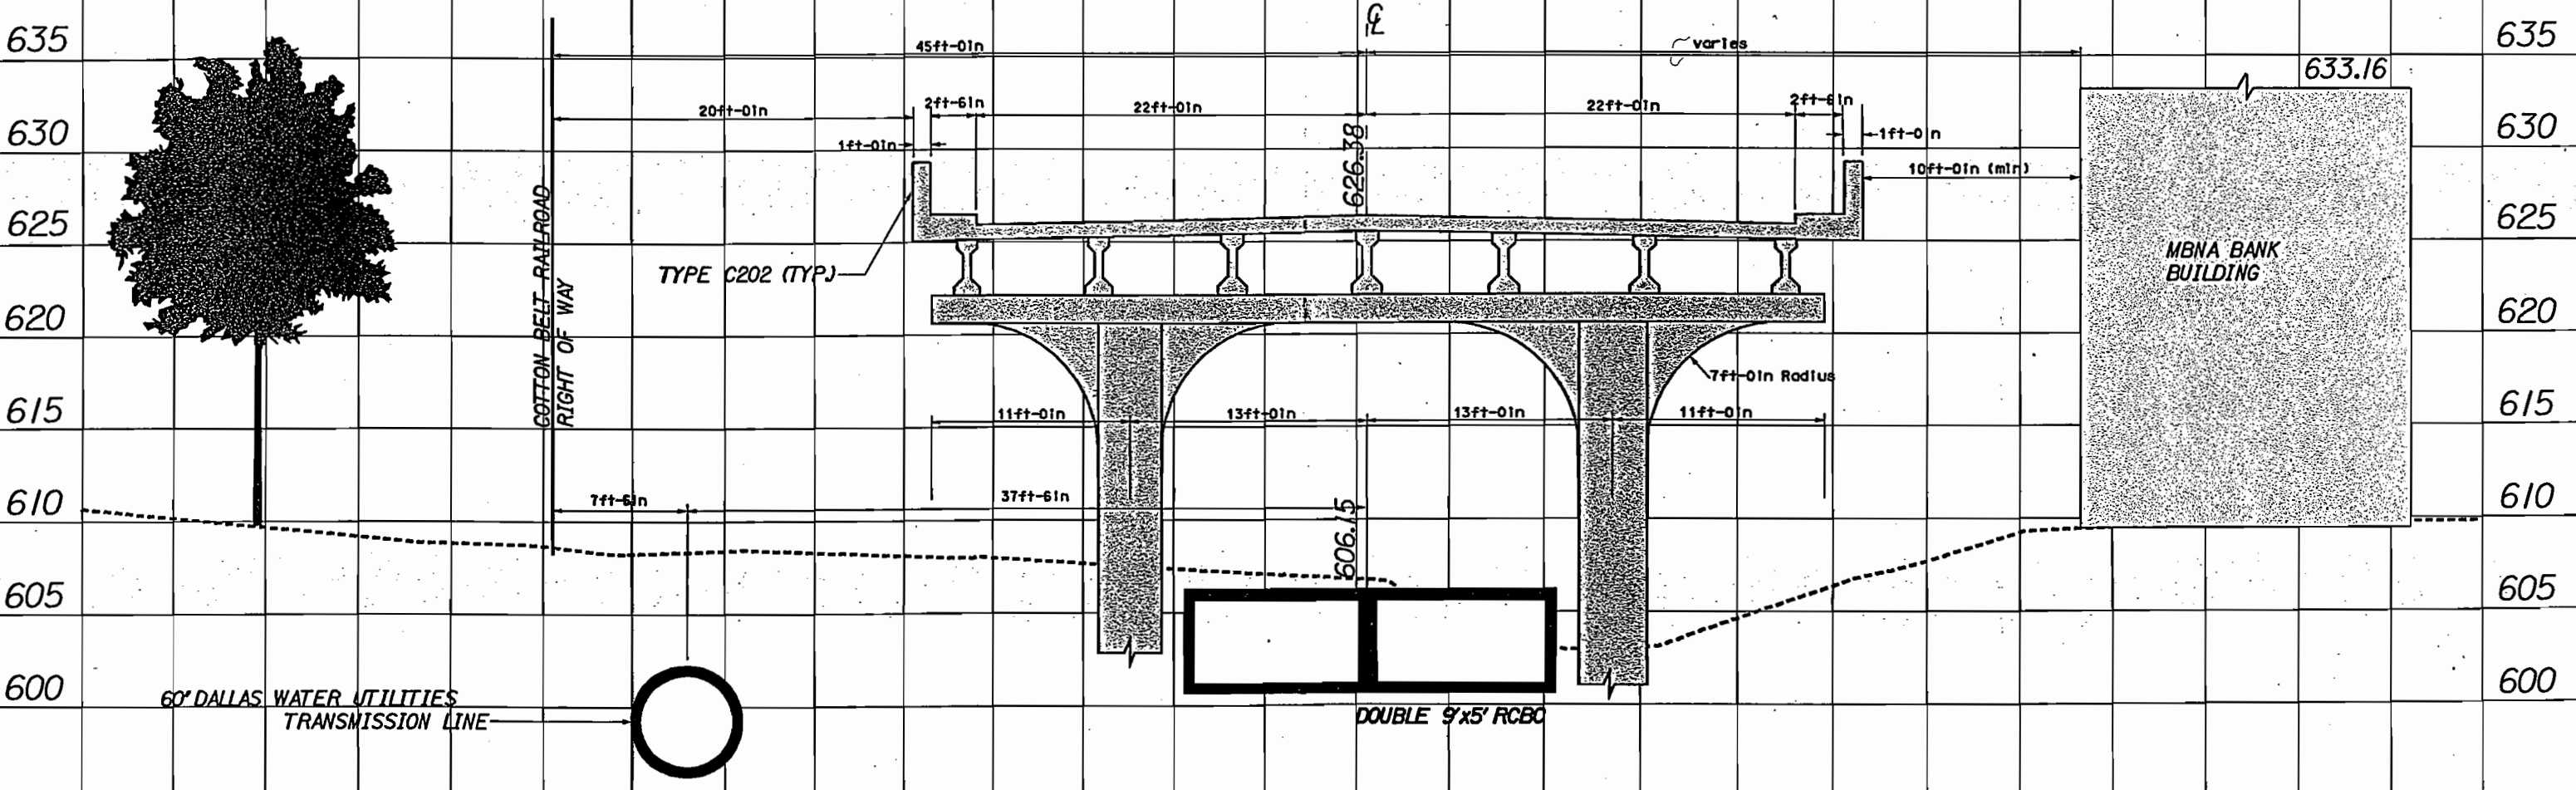 ℄
635
45ft-0in
varies
635
633.16
2ft-6in
22ft-0in
22ft-0in
2ft-6in
20ft-0in
630
1ft-0in
1ft-0in
630
626.38
10ft-0in (min)
625
625
COTTON BELT RAILROAD
RIGHT OF WAY
MBNA BANK
BUILDING
TYPE C202 (TYP.)
620
620
7ft-0in Radius
615
11ft-0in
13ft-0in
13ft-0in
11ft-0in
615
610
7ft-6in
37ft-6in
610
606.15
605
605
600
600
60" DALLAS WATER UTILITIES
TRANSMISSION LINE
DOUBLE 9'x5' RCBC